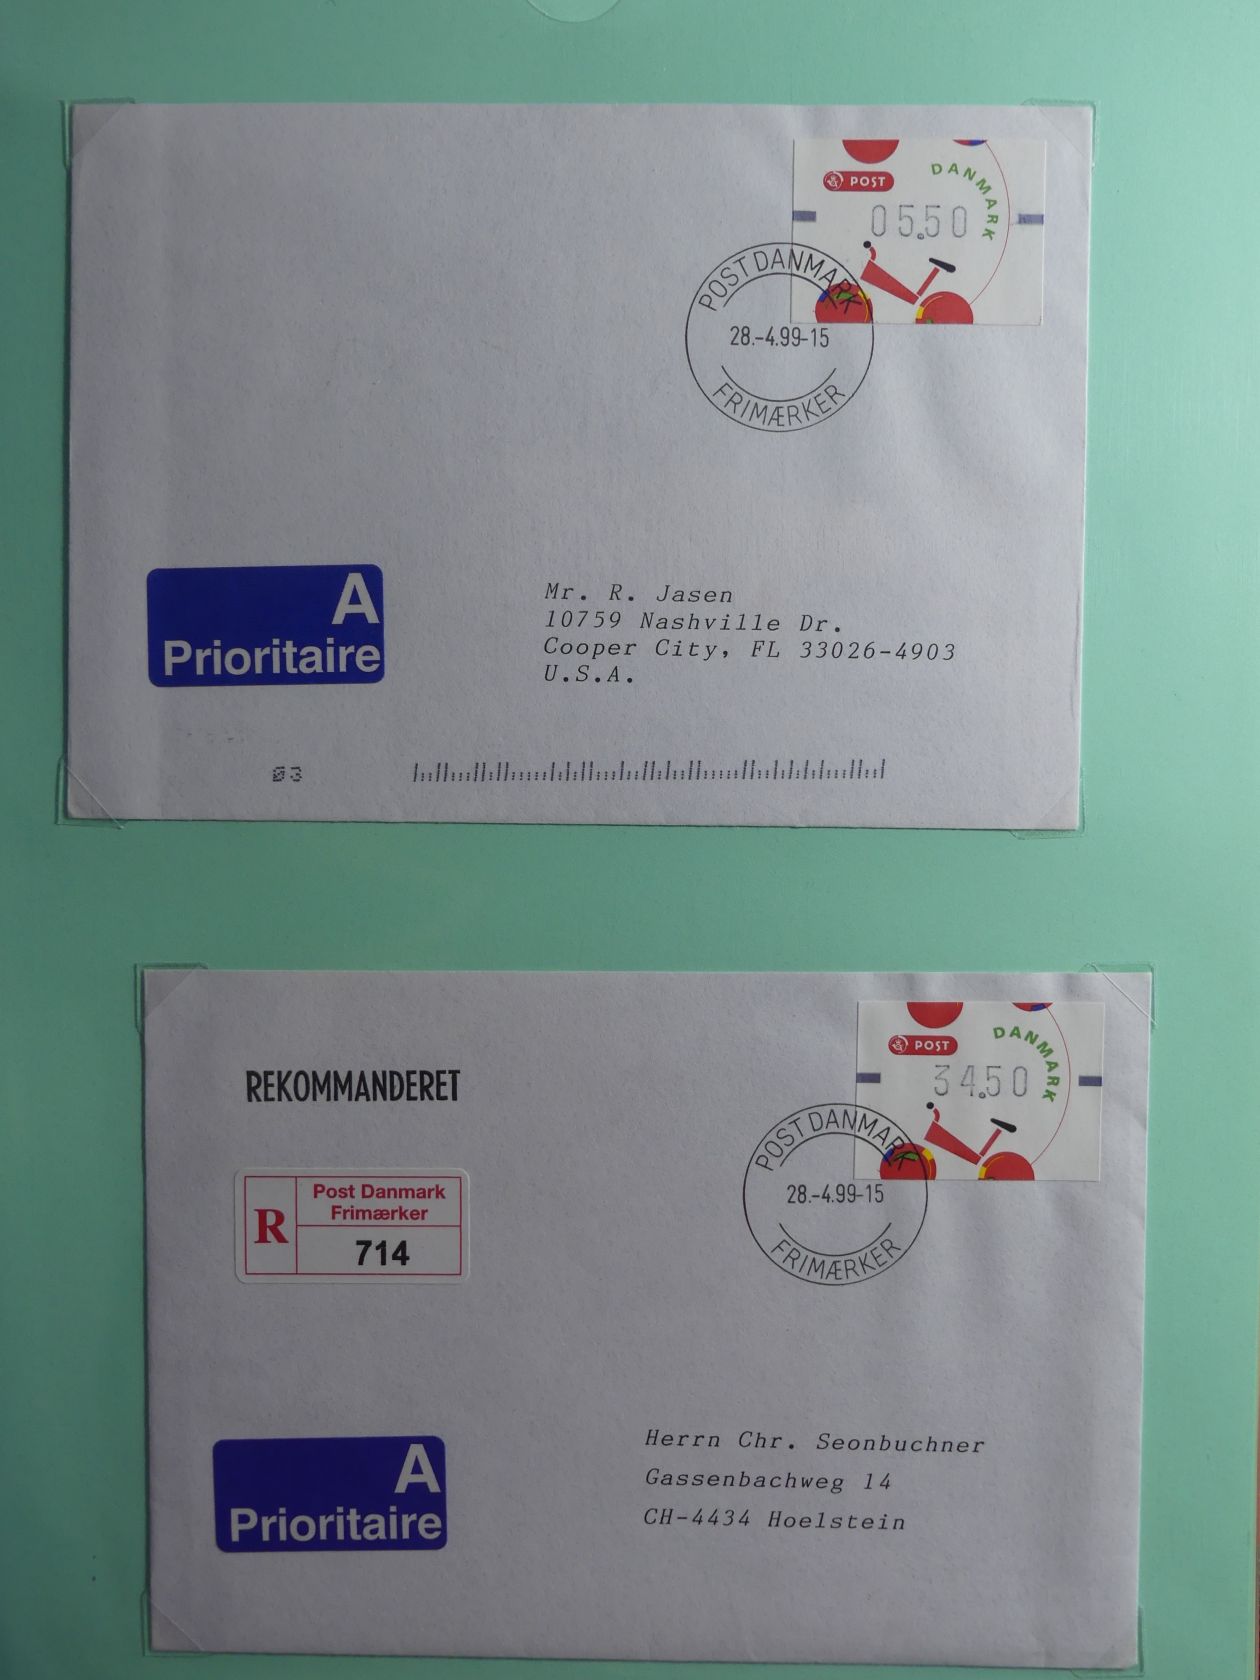 POST
DANMARK
05.50
POST DANMARK
28.-4.99-15
FRIMÆRKER
A
Prioritaire
Mr. R. Jasen
10759 Nashville Dr.
Cooper City, FL 33026-4903
U.S.A.
03
POST
DANMARK
34.50
REKOMMANDERET
POST DANMARK
28.-4.99-15
FRIMÆRKER
R
Post Danmark
Frimærker
714
A
Prioritaire
Herrn Chr. Seonbuchner
Gassenbachweg 14
CH-4434 Hoelstein